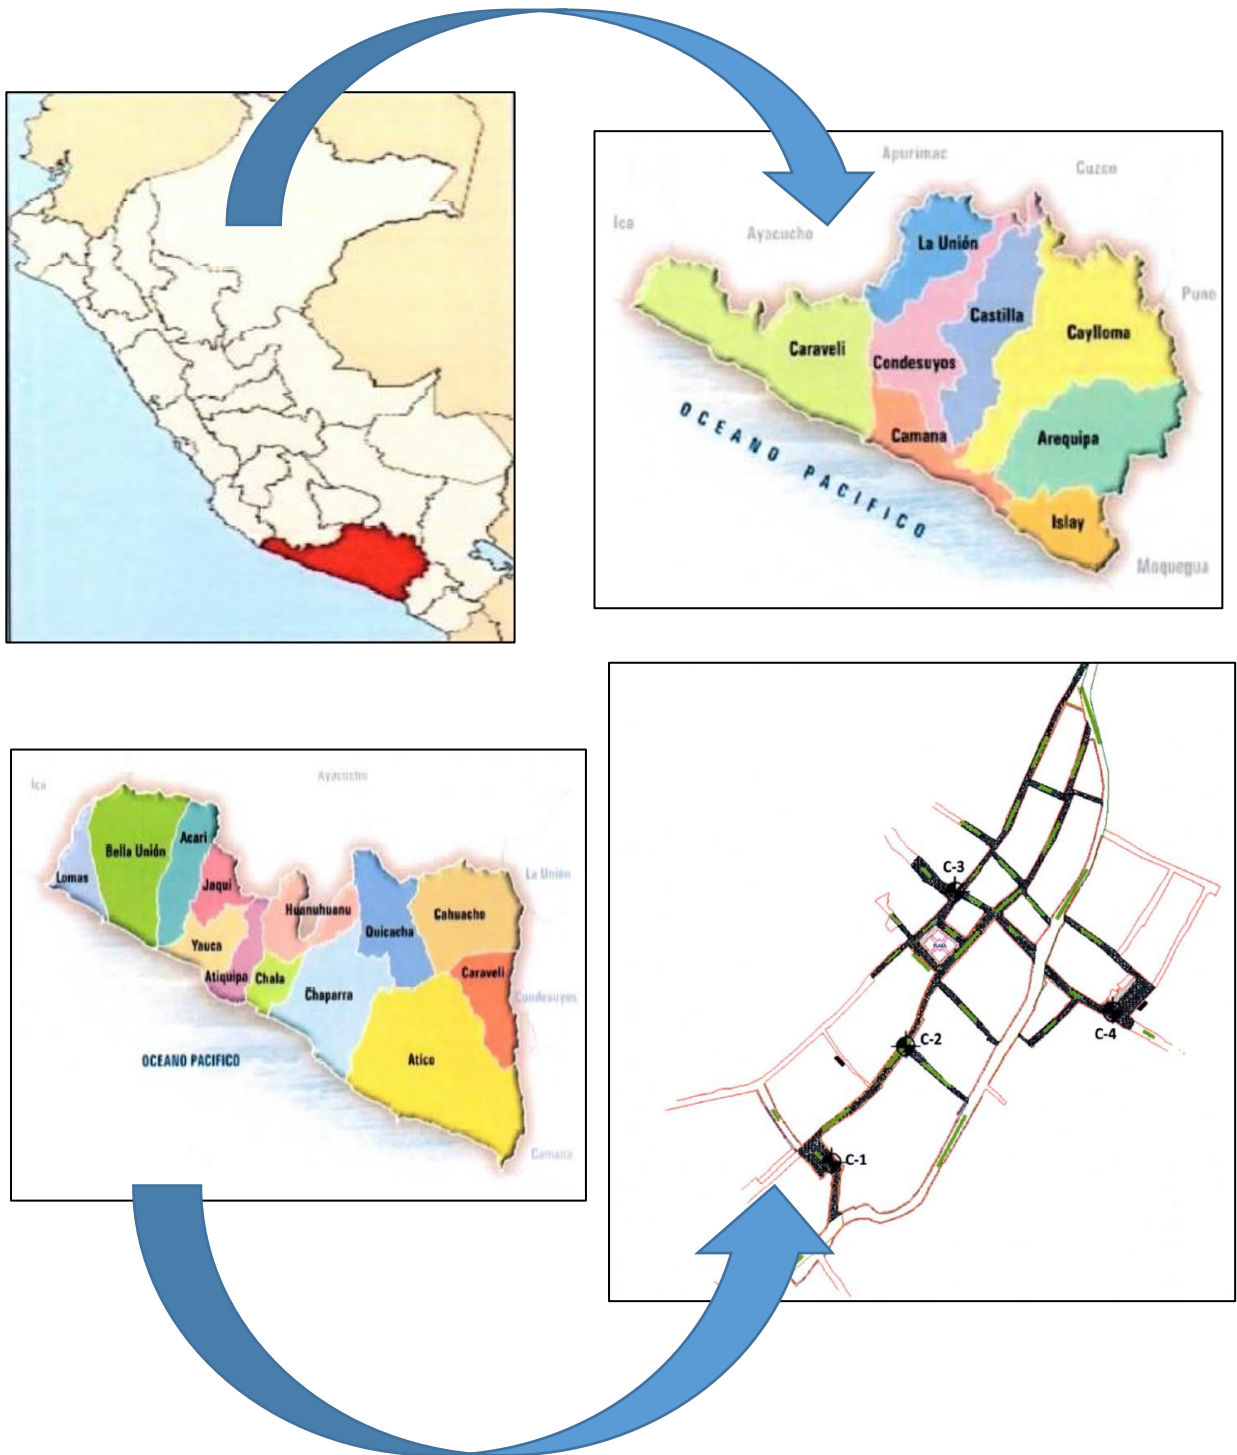 Apurimac
Cuzco
Ica
Ayacucho
La Unión
Puno
Castilla
Caylloma
Caraveli
Condesuyos
Camana
Arequipa
OCEANO PACIFICO
Islay
Moquegua
Ica
Ayacucho
Acari
Bella Unión
Lomas
Jaqui
La Unión
Huanuhuanu
Cahuacho
Quicacha
Yauca
Atiquipa
Chala
Caraveli
Chaparra
Condesuyos
OCEANO PACIFICO
Atico
Camana
C-3
C-4
C-2
C-1